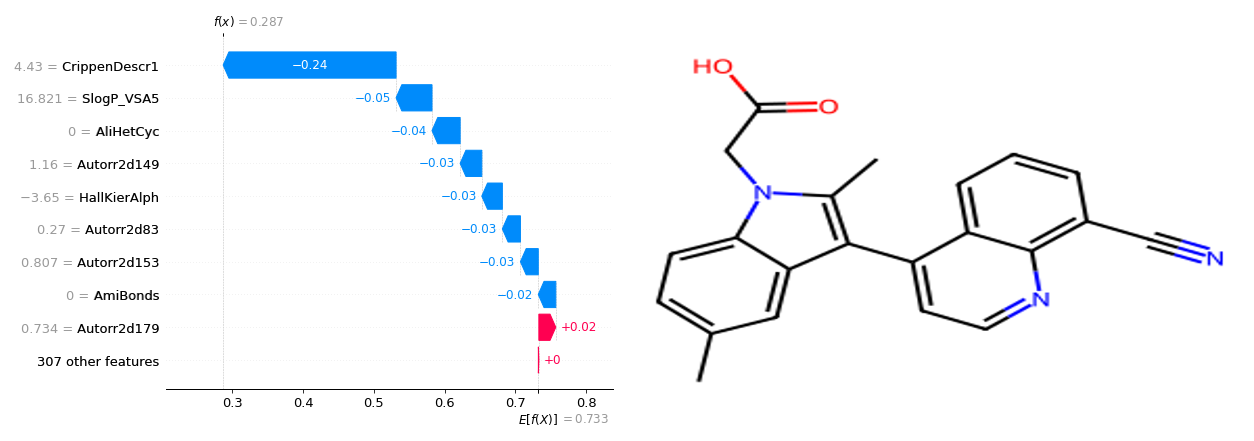 f(x) = 0.287
4.43 = CrippenDescr1
−0.24
16.821 = SlogP_VSA5
−0.05
0 = AliHetCyc
−0.04
1.16 = Autorr2d149
−0.03
−3.65 = HallKierAlph
−0.03
0.27 = Autorr2d83
−0.03
0.807 = Autorr2d153
−0.03
0 = AmiBonds
−0.02
0.734 = Autorr2d179
+0.02
307 other features
+0
0.3 0.4 0.5 0.6 0.7 0.8
E[f(X)] = 0.733
HO
O
N
N
N